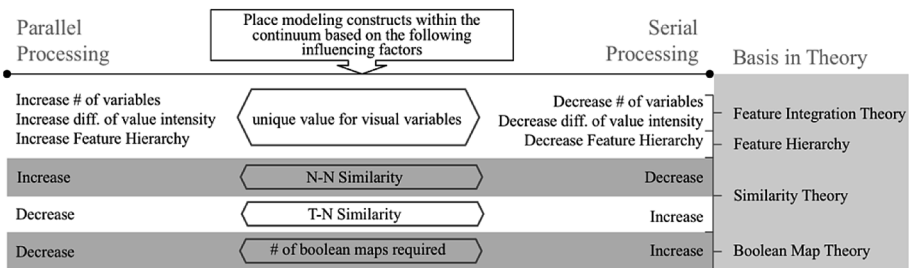 Parallel
Processing
Place modeling constructs within the
continuum based on the following
influencing factors
Serial
Processing
Basis in Theory
Increase # of variables
Increase diff. of value intensity
Increase Feature Hierarchy
unique value for visual variables
Decrease # of variables
Decrease diff. of value intensity
Decrease Feature Hierarchy
Feature Integration Theory
Feature Hierarchy
Increase
N-N Similarity
Decrease
Similarity Theory
Decrease
T-N Similarity
Increase
Decrease
# of boolean maps required
Increase
Boolean Map Theory